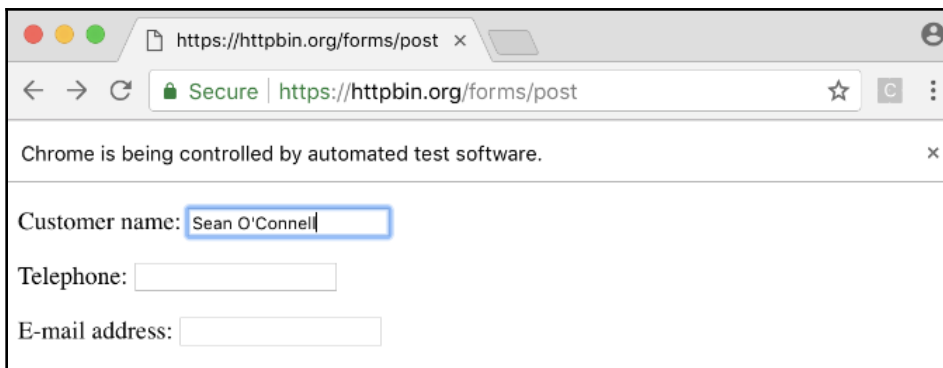 https://httpbin.org/forms/post
Secure https://httpbin.org/forms/post
C
Chrome is being controlled by automated test software.
Customer name: Sean O'Connell
Telephone:
E-mail address: